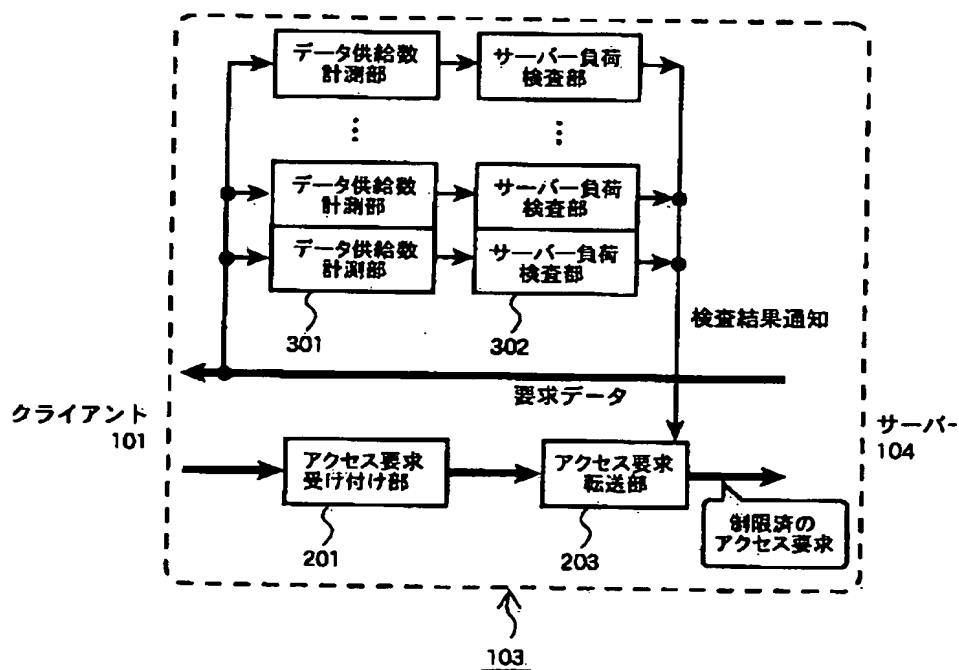 データ供給数
計測部
サーバー負荷
検査部
データ供給数
計測部
サーバー負荷
検査部
データ供給数
計測部
サーバー負荷
検査部
301
302
検査結果通知
要求データ
クライアント
101
サーバー
104
アクセス要求
受け付け部
アクセス要求
転送部
201
203
制限済の
アクセス要求
103